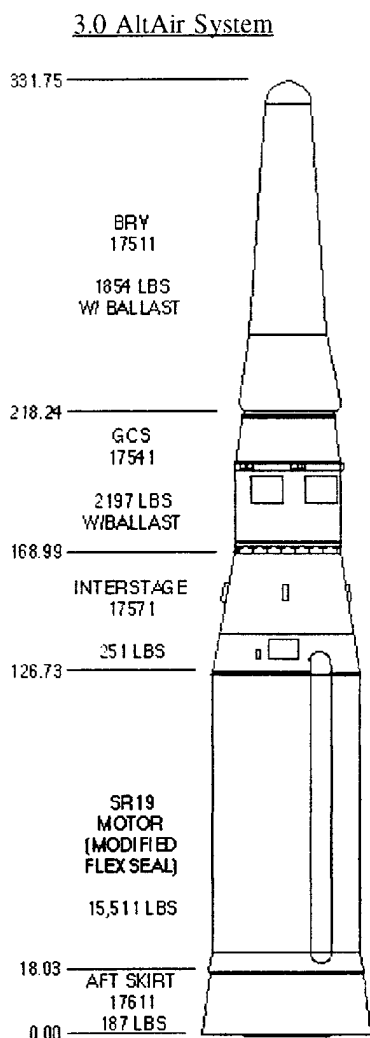 3.0 AltAir System
331.75
BRV
17511
1854 LBS
W/ BALLAST
218.24
GCS
17541
2197 LBS
W/BALLAST
168.99
INTERSTAGE
17571
251 LBS
126.73
SR19
MOTOR
(MODIFIED
FLEX SEAL)
15,511 LBS
18.03
AFT SKIRT
17611
187 LBS
0.00